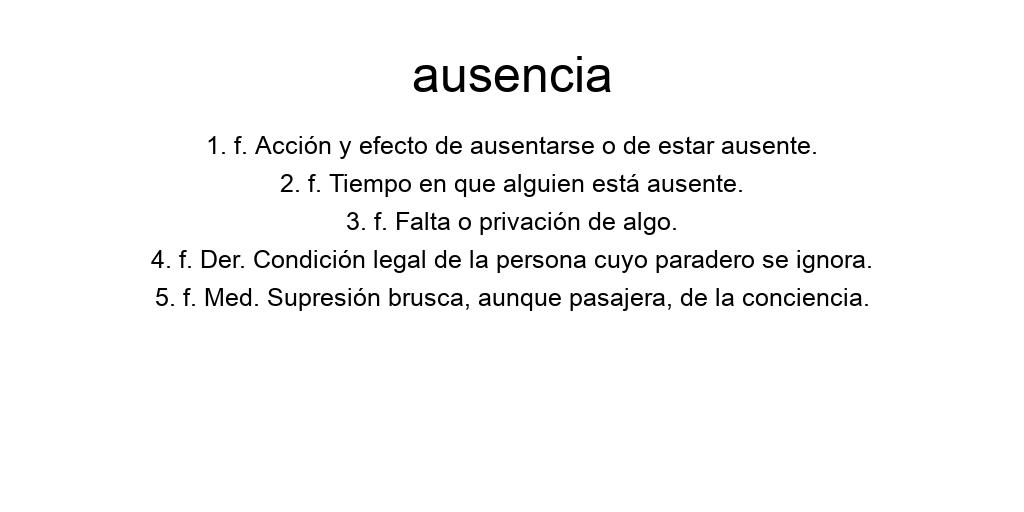 ausencia
1. f. Acción y efecto de ausentarse o de estar ausente.
2. f. Tiempo en que alguien está ausente.
3. f. Falta o privación de algo.
4. f. Der. Condición legal de la persona cuyo paradero se ignora.
5. f. Med. Supresión brusca, aunque pasajera, de la conciencia.